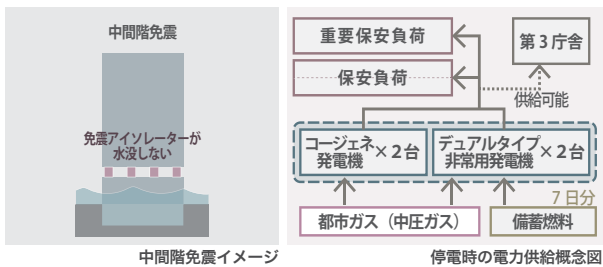 中間階免震
免震アイソレーターが
水没しない
中間階免震イメージ
重要保安負荷
保安負荷
第3庁舎
供給可能
コージェネ
発電機×2台
デュアルタイプ
非常用発電機×2台
7日分
都市ガス（中圧ガス）
備蓄燃料
停電時の電力供給概念図